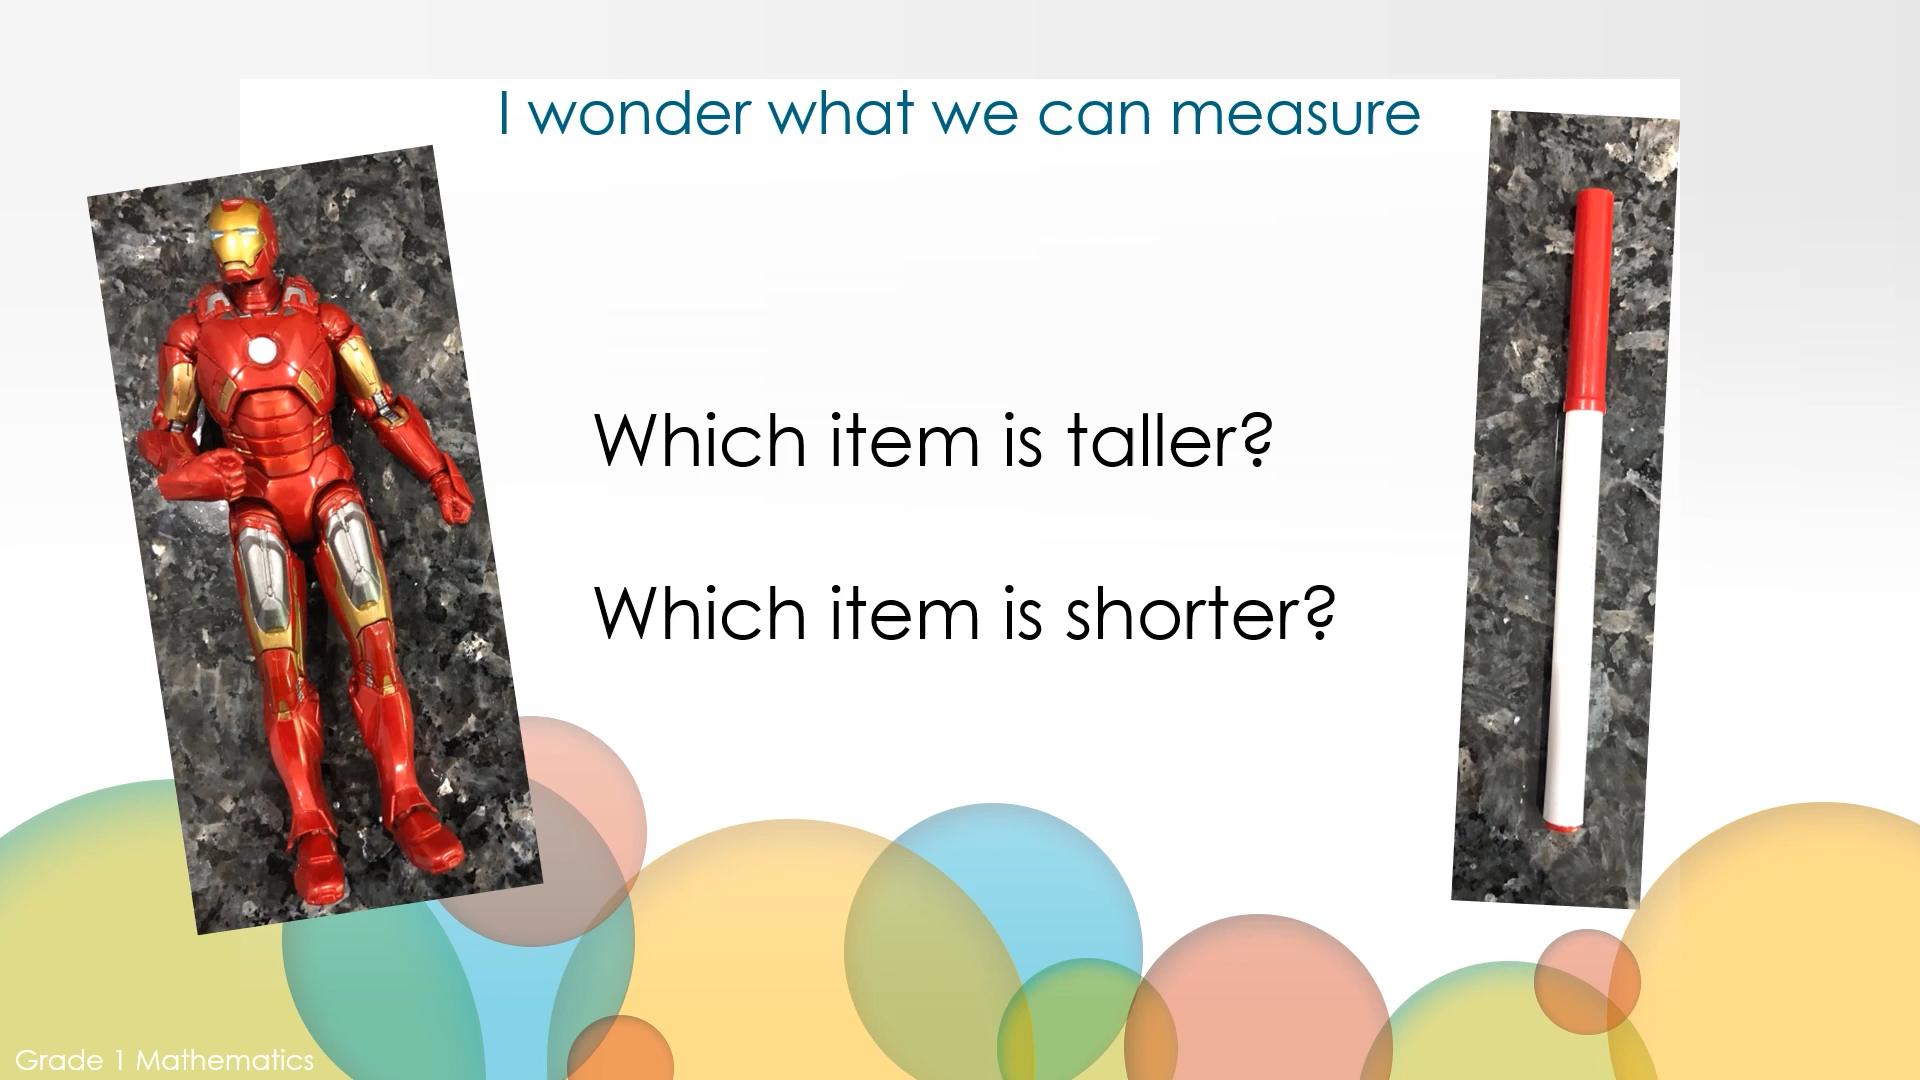 I wonder what we can measure
Which item is taller?
Which item is shorter?
Grade 1 Mathematics